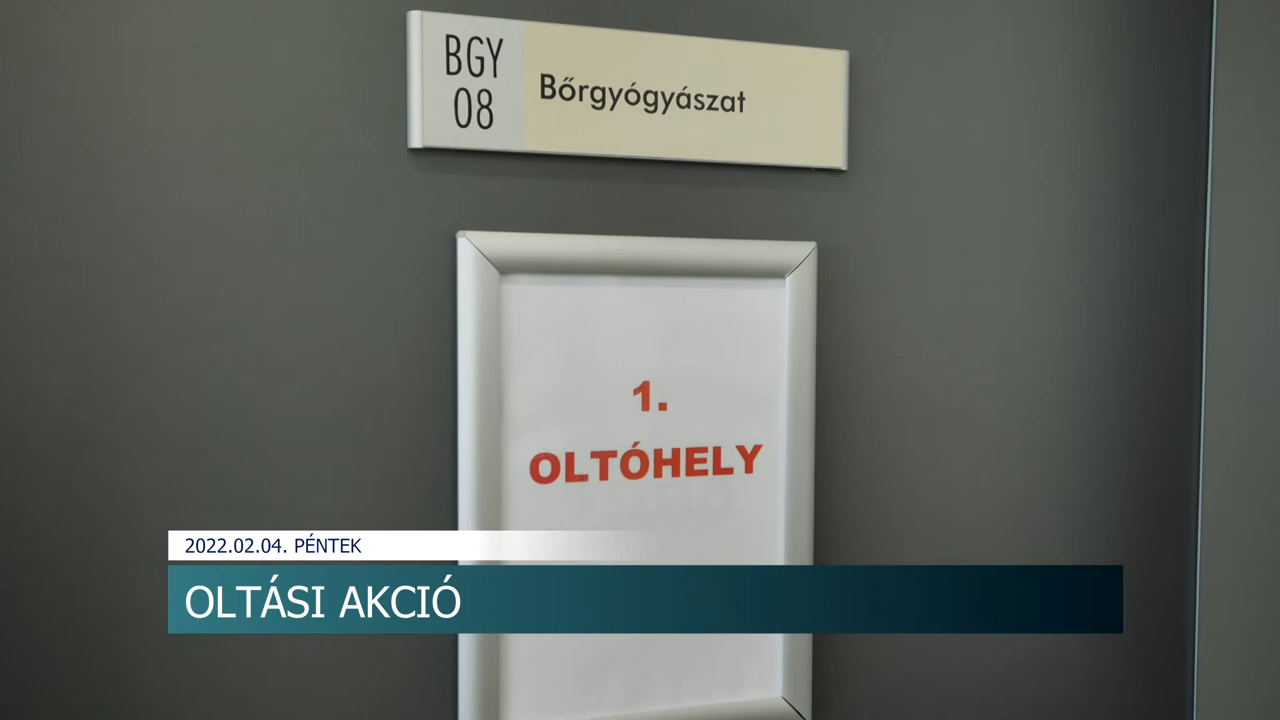 BGY
08
Bőrgyógyászat
1.
OLTÓHELY
2022.02.04. PÉNTEK
OLTÁSI AKCIÓ